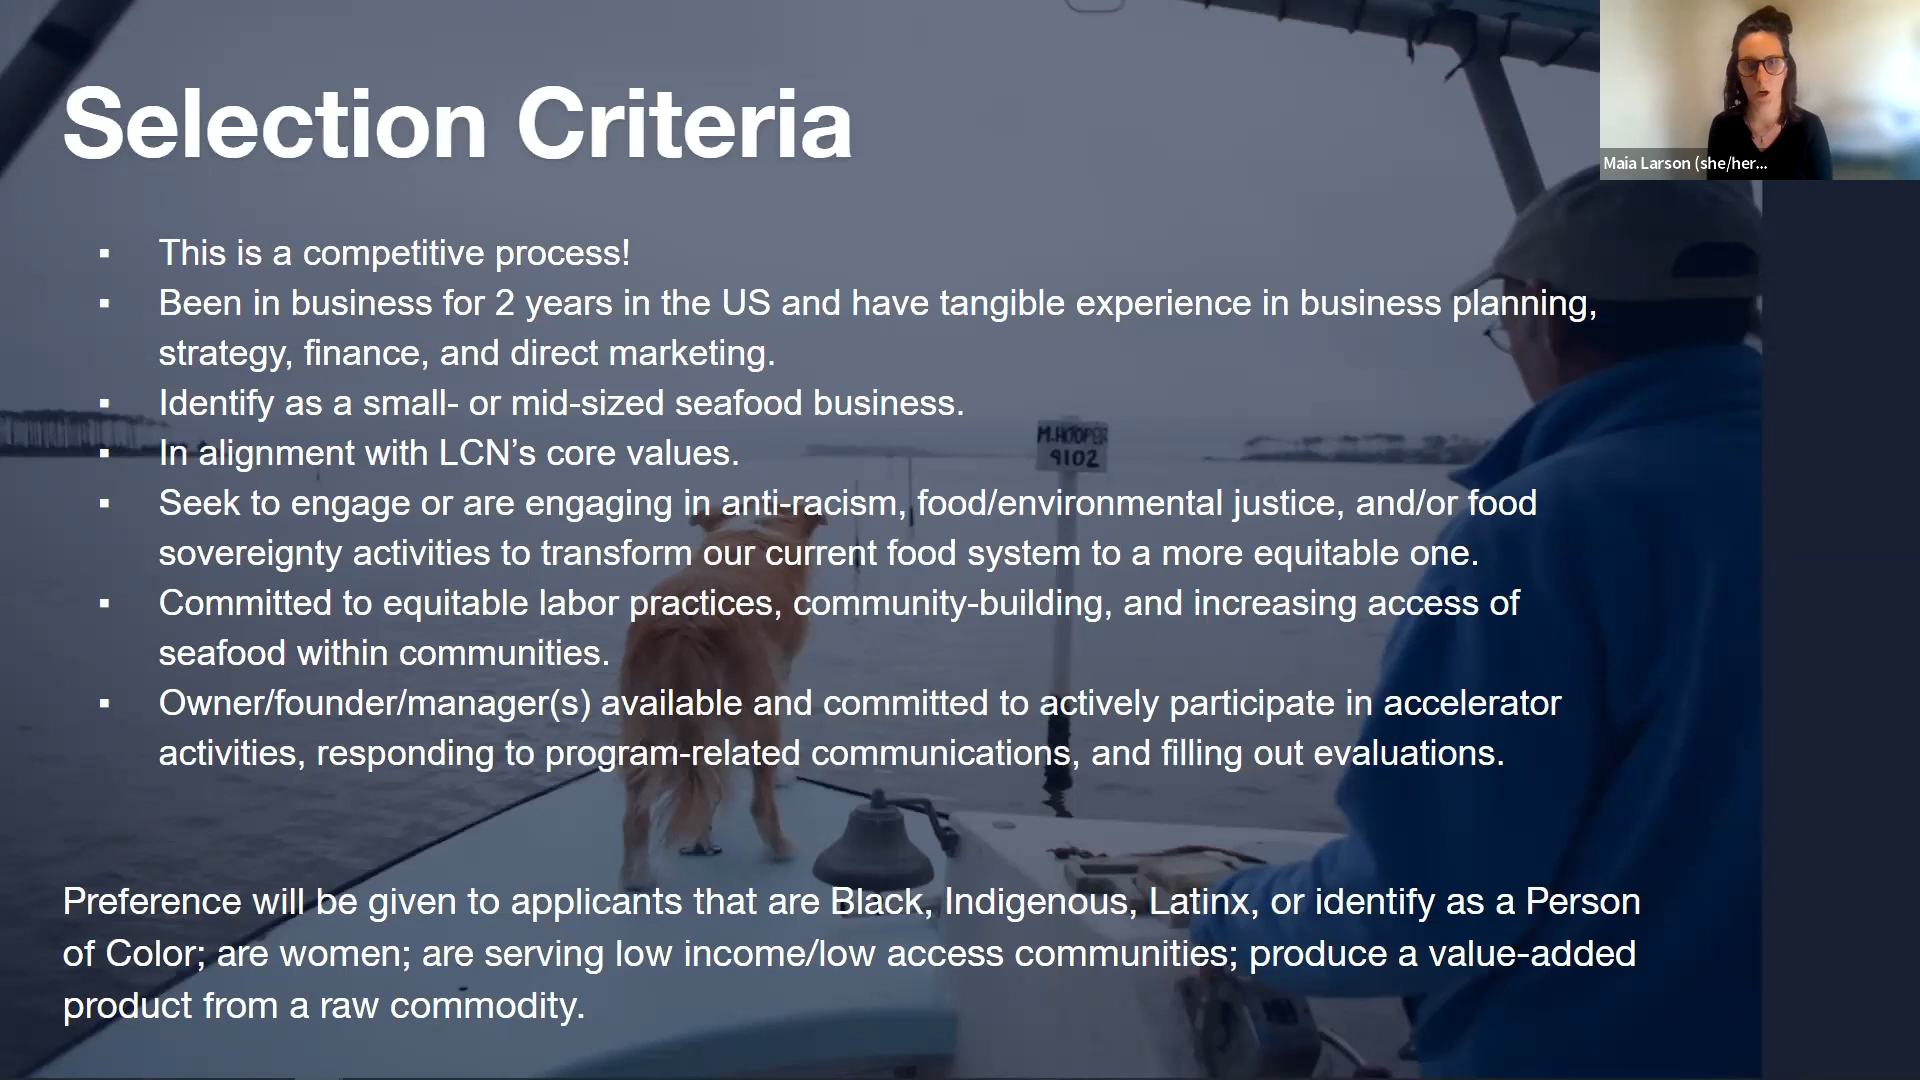 Selection Criteria
▪ This is a competitive process!
▪ Been in business for 2 years in the US and have tangible experience in business planning,
strategy, finance, and direct marketing.
▪ Identify as a small- or mid-sized seafood business.
▪ In alignment with LCN’s core values.
▪ Seek to engage or are engaging in anti-racism, food/environmental justice, and/or food
sovereignty activities to transform our current food system to a more equitable one.
▪ Committed to equitable labor practices, community-building, and increasing access of
seafood within communities.
▪ Owner/founder/manager(s) available and committed to actively participate in accelerator
activities, responding to program-related communications, and filling out evaluations.
Preference will be given to applicants that are Black, Indigenous, Latinx, or identify as a Person
of Color; are women; are serving low income/low access communities; produce a value-added
product from a raw commodity.
Maia Larson (she/her...
M.HOOPER
9102